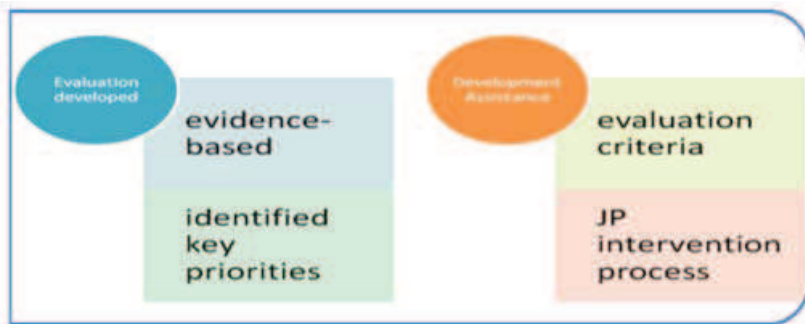 Evaluation
developed
evidence-
based
identified
key
priorities
Development
Assistance
evaluation
criteria
JP
intervention
process